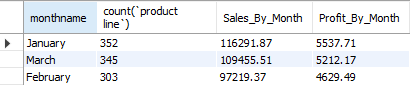 monthname count(`product line`) Sales_By_Month Profit_By_Month
January 352 116291.87 5537.71
March 345 109455.51 5212.17
February 303 97219.37 4629.49